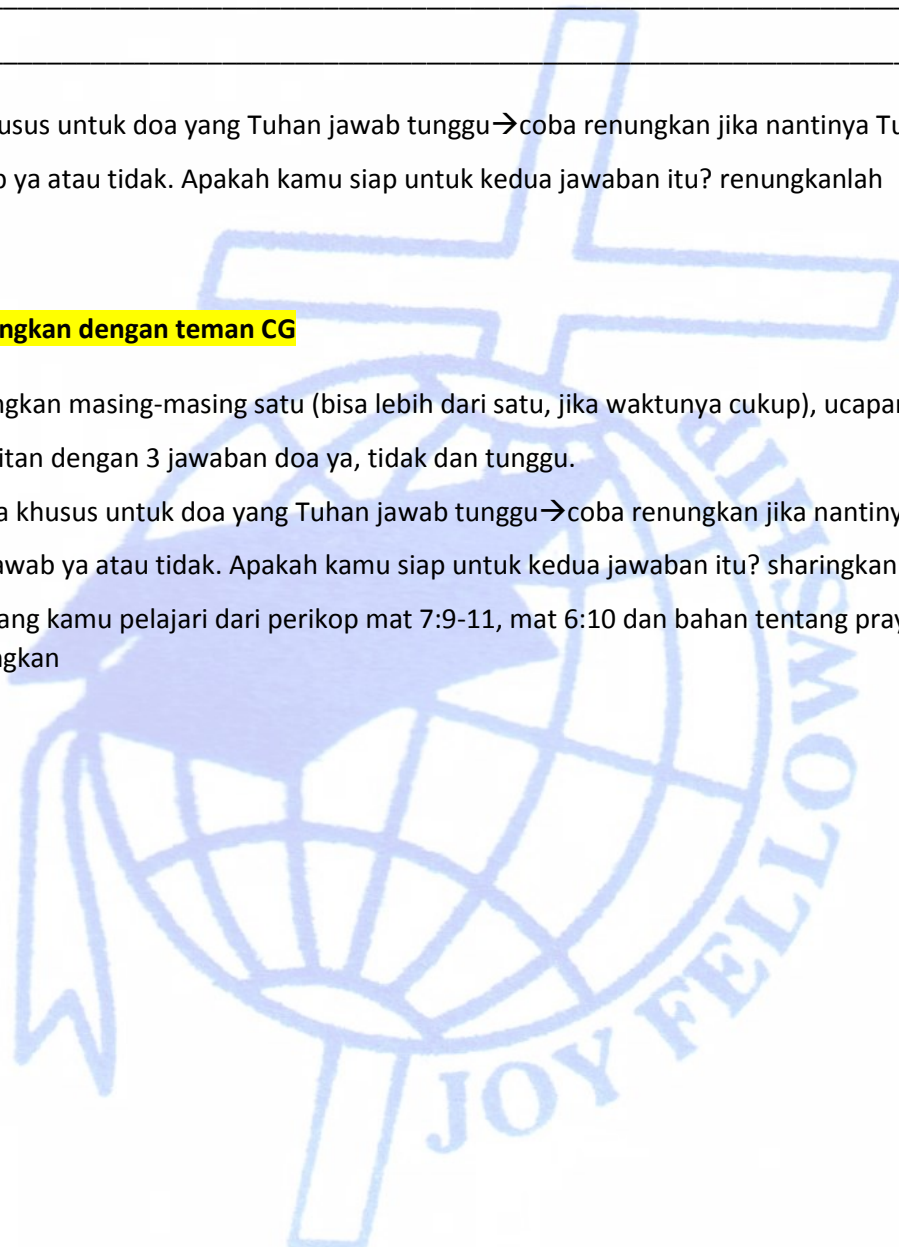 usus untuk doa yang Tuhan jawab tunggu→coba renungkan jika nantinya Tu
ya atau tidak. Apakah kamu siap untuk kedua jawaban itu? renungkanlah
ngkan dengan teman CG
ngkan masing-masing satu (bisa lebih dari satu, jika waktunya cukup), ucapan
itan dengan 3 jawaban doa ya, tidak dan tunggu.
a khusus untuk doa yang Tuhan jawab tunggu→coba renungkan jika nantiny
awab ya atau tidak. Apakah kamu siap untuk kedua jawaban itu? sharingkan
ang kamu pelajari dari perikop mat 7:9-11, mat 6:10 dan bahan tentang pray
ngkan
JOY FELLOWSHIP